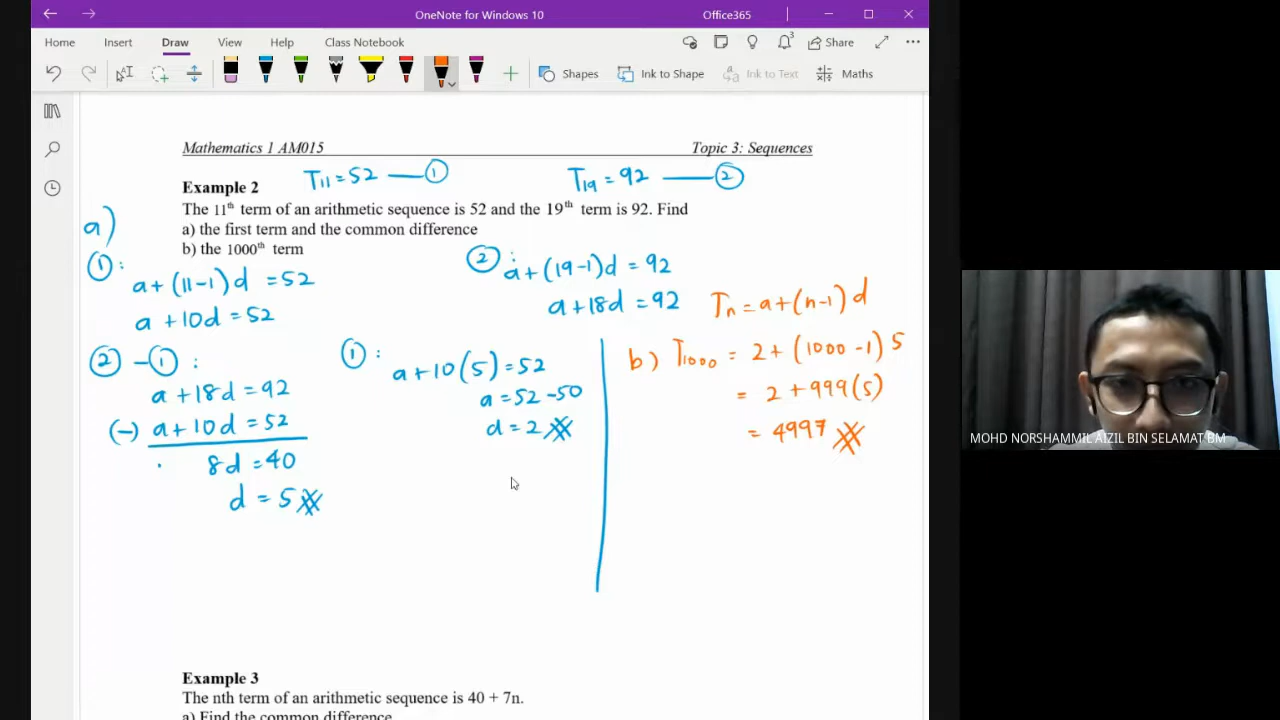 OneNote for Windows 10
Office365
Home Insert Draw View Help Class Notebook
3
Share
Shapes
Ink to Shape
Ink to Text
Maths
Mathematics 1 AM015
Topic 3: Sequences
T11 = 52 —— ①
T19 = 92 —— ②
Example 2
The 11th term of an arithmetic sequence is 52 and the 19th term is 92. Find
a)
a) the first term and the common difference
b) the 1000th term
① :
a + (11-1)d = 52
a + 10d = 52
② :
a + (19-1)d = 92
a + 18d = 92
② - ① :
a + 18d = 92
(-) a + 10d = 52
8d = 40
d = 5
① :
a + 10(5) = 52
a = 52 - 50
a = 2
Tn = a + (n-1)d
b) T1000 = 2 + (1000 - 1) 5
= 2 + 999(5)
= 4997
Example 3
The nth term of an arithmetic sequence is 40 + 7n.
a) Find the common difference
MOHD NORSHAMMIL AIZIL BIN SELAMAT BM